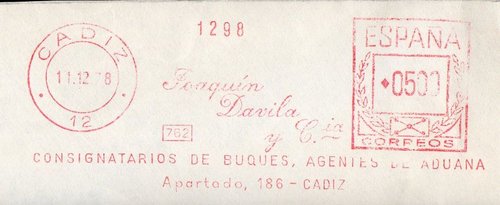 1298
CADIZ
11.12.78
12
ESPAÑA
0500
CORREOS
Joaquín
Davila
y C.ia
762
CONSIGNATARIOS DE BUQUES, AGENTES DE ADUANA
Apartado, 186 - CADIZ